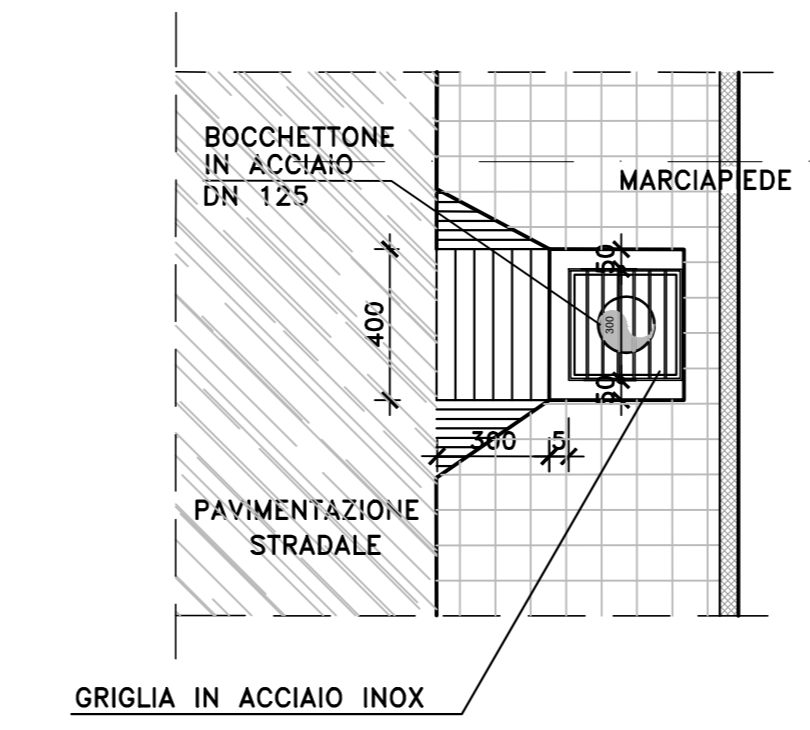 BOCCHETTONE
IN ACCIAIO
DN 125
MARCIAPIEDE
50
300
400
50
300
5
PAVIMENTAZIONE
STRADALE
GRIGLIA IN ACCIAIO INOX